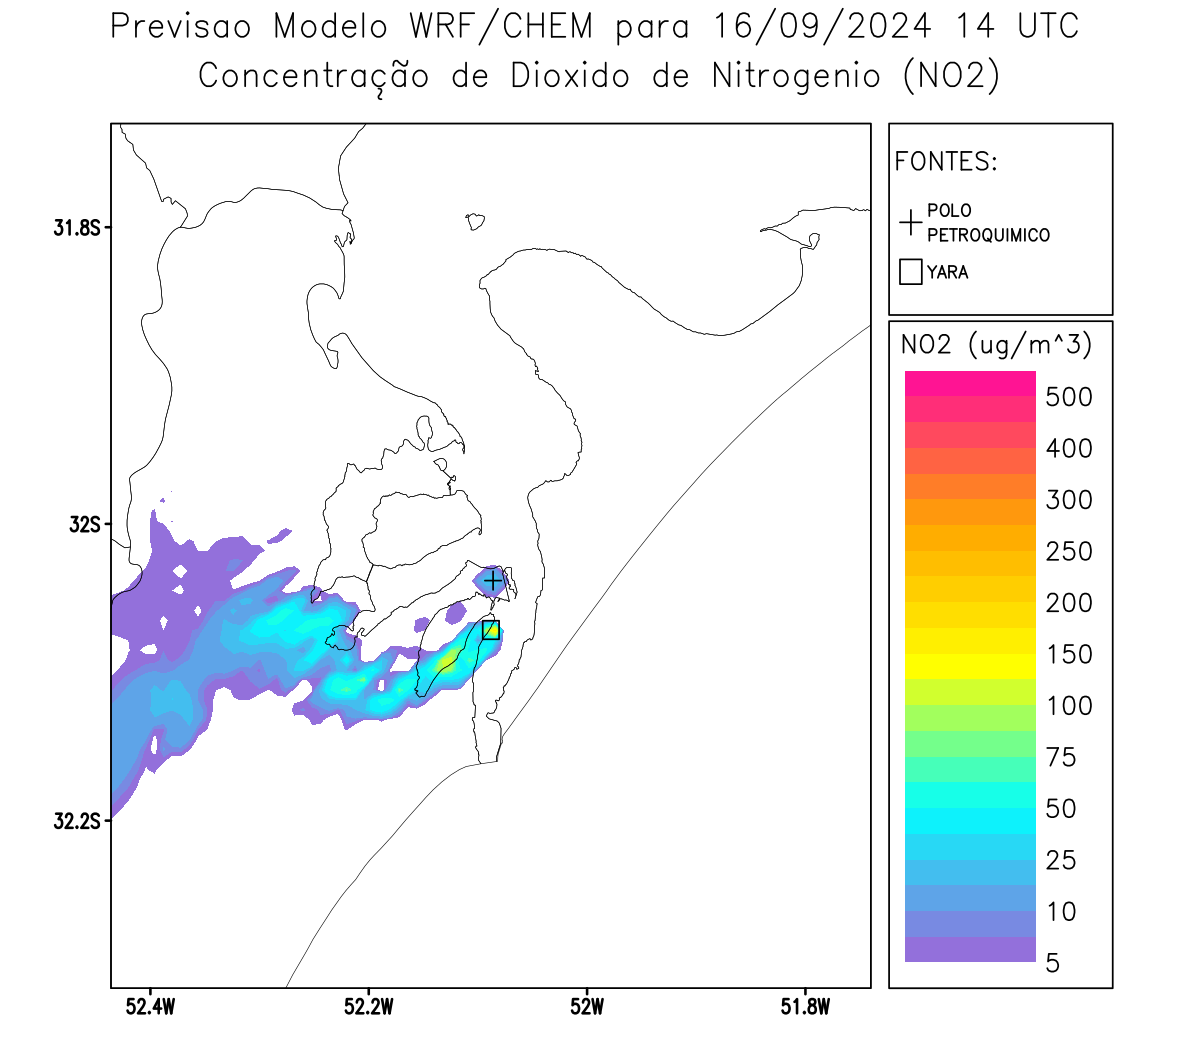 Previsao Modelo WRF/CHEM para 16/09/2024 14 UTC
Concentração de Dioxido de Nitrogenio (NO2)
FONTES:
POLO
PETROQUIMICO
YARA
NO2 (ug/m^3)
500
400
300
250
200
150
100
75
50
25
10
5
31.8S
32S
32.2S
52.4W
52.2W
52W
51.8W